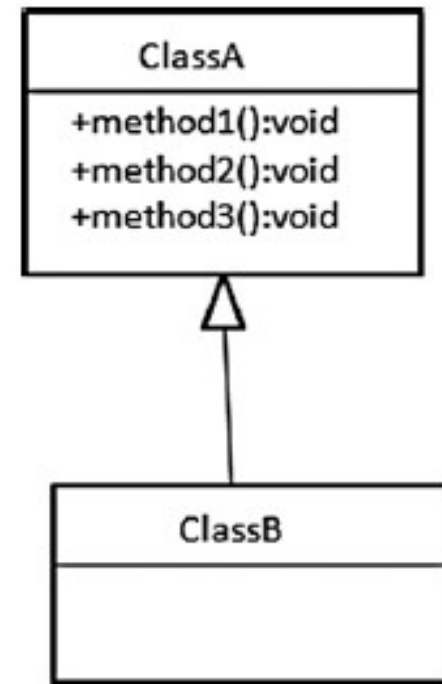 ClassA
+method1():void
+method2():void
+method3():void
ClassB